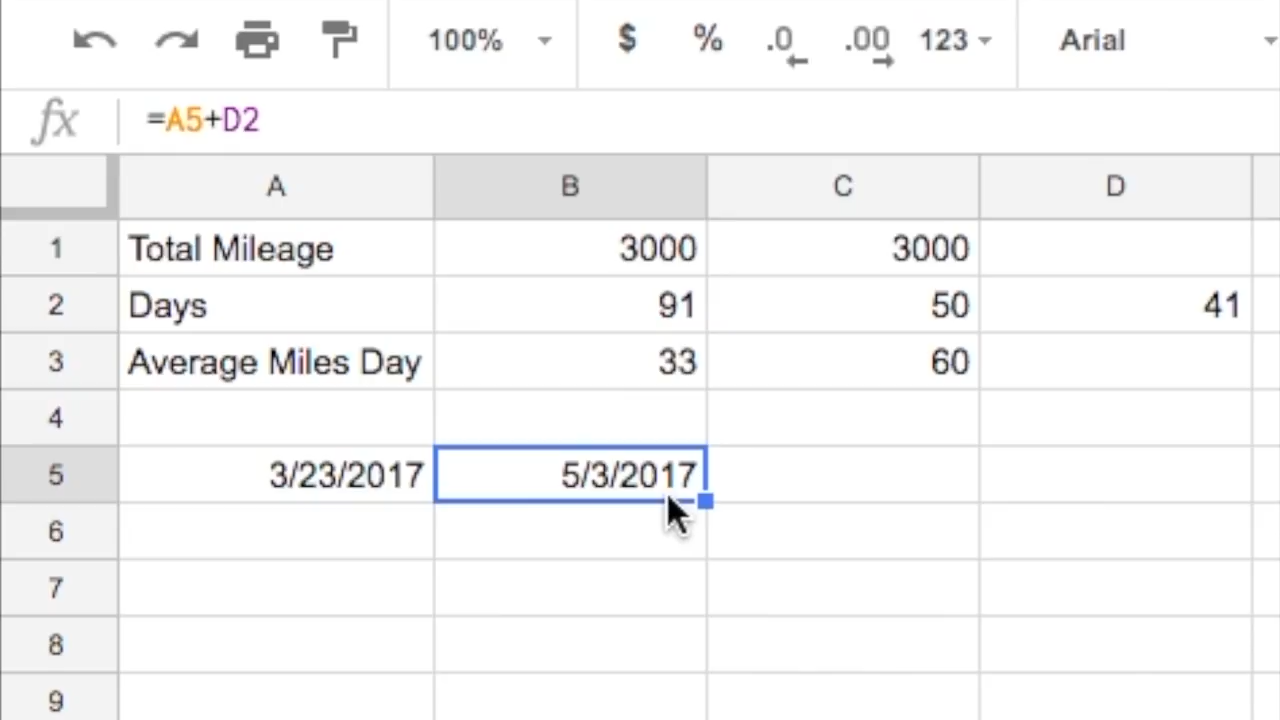 100% $ % .0 .00 123 Arial
fx =A5+D2
A B C D
1 Total Mileage 3000 3000
2 Days 91 50 41
3 Average Miles Day 33 60
4
5 3/23/2017 5/3/2017
6
7
8
9